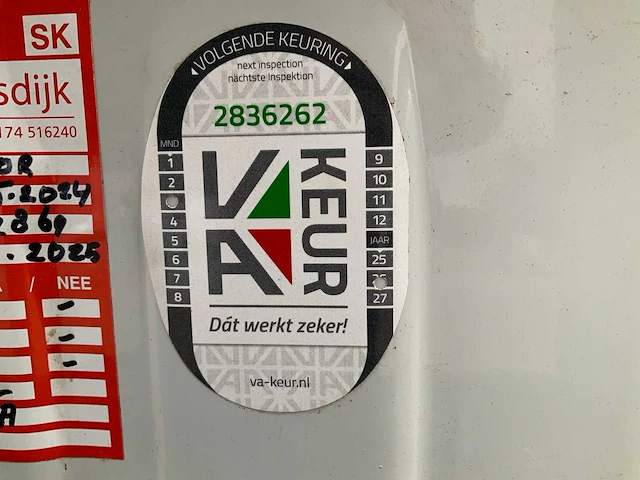 SK
sdijk
174 516240
OR
.2024
2869
. 2025
/ NEE
-
-
-
A
VOLGENDE KEURING
next inspection
nächtste Inspektion
2836262
MND
1
2
4
5
6
7
8
VA
KEUR
9
10
11
12
JAAR
25
27
Dát werkt zeker!
va-keur.nl